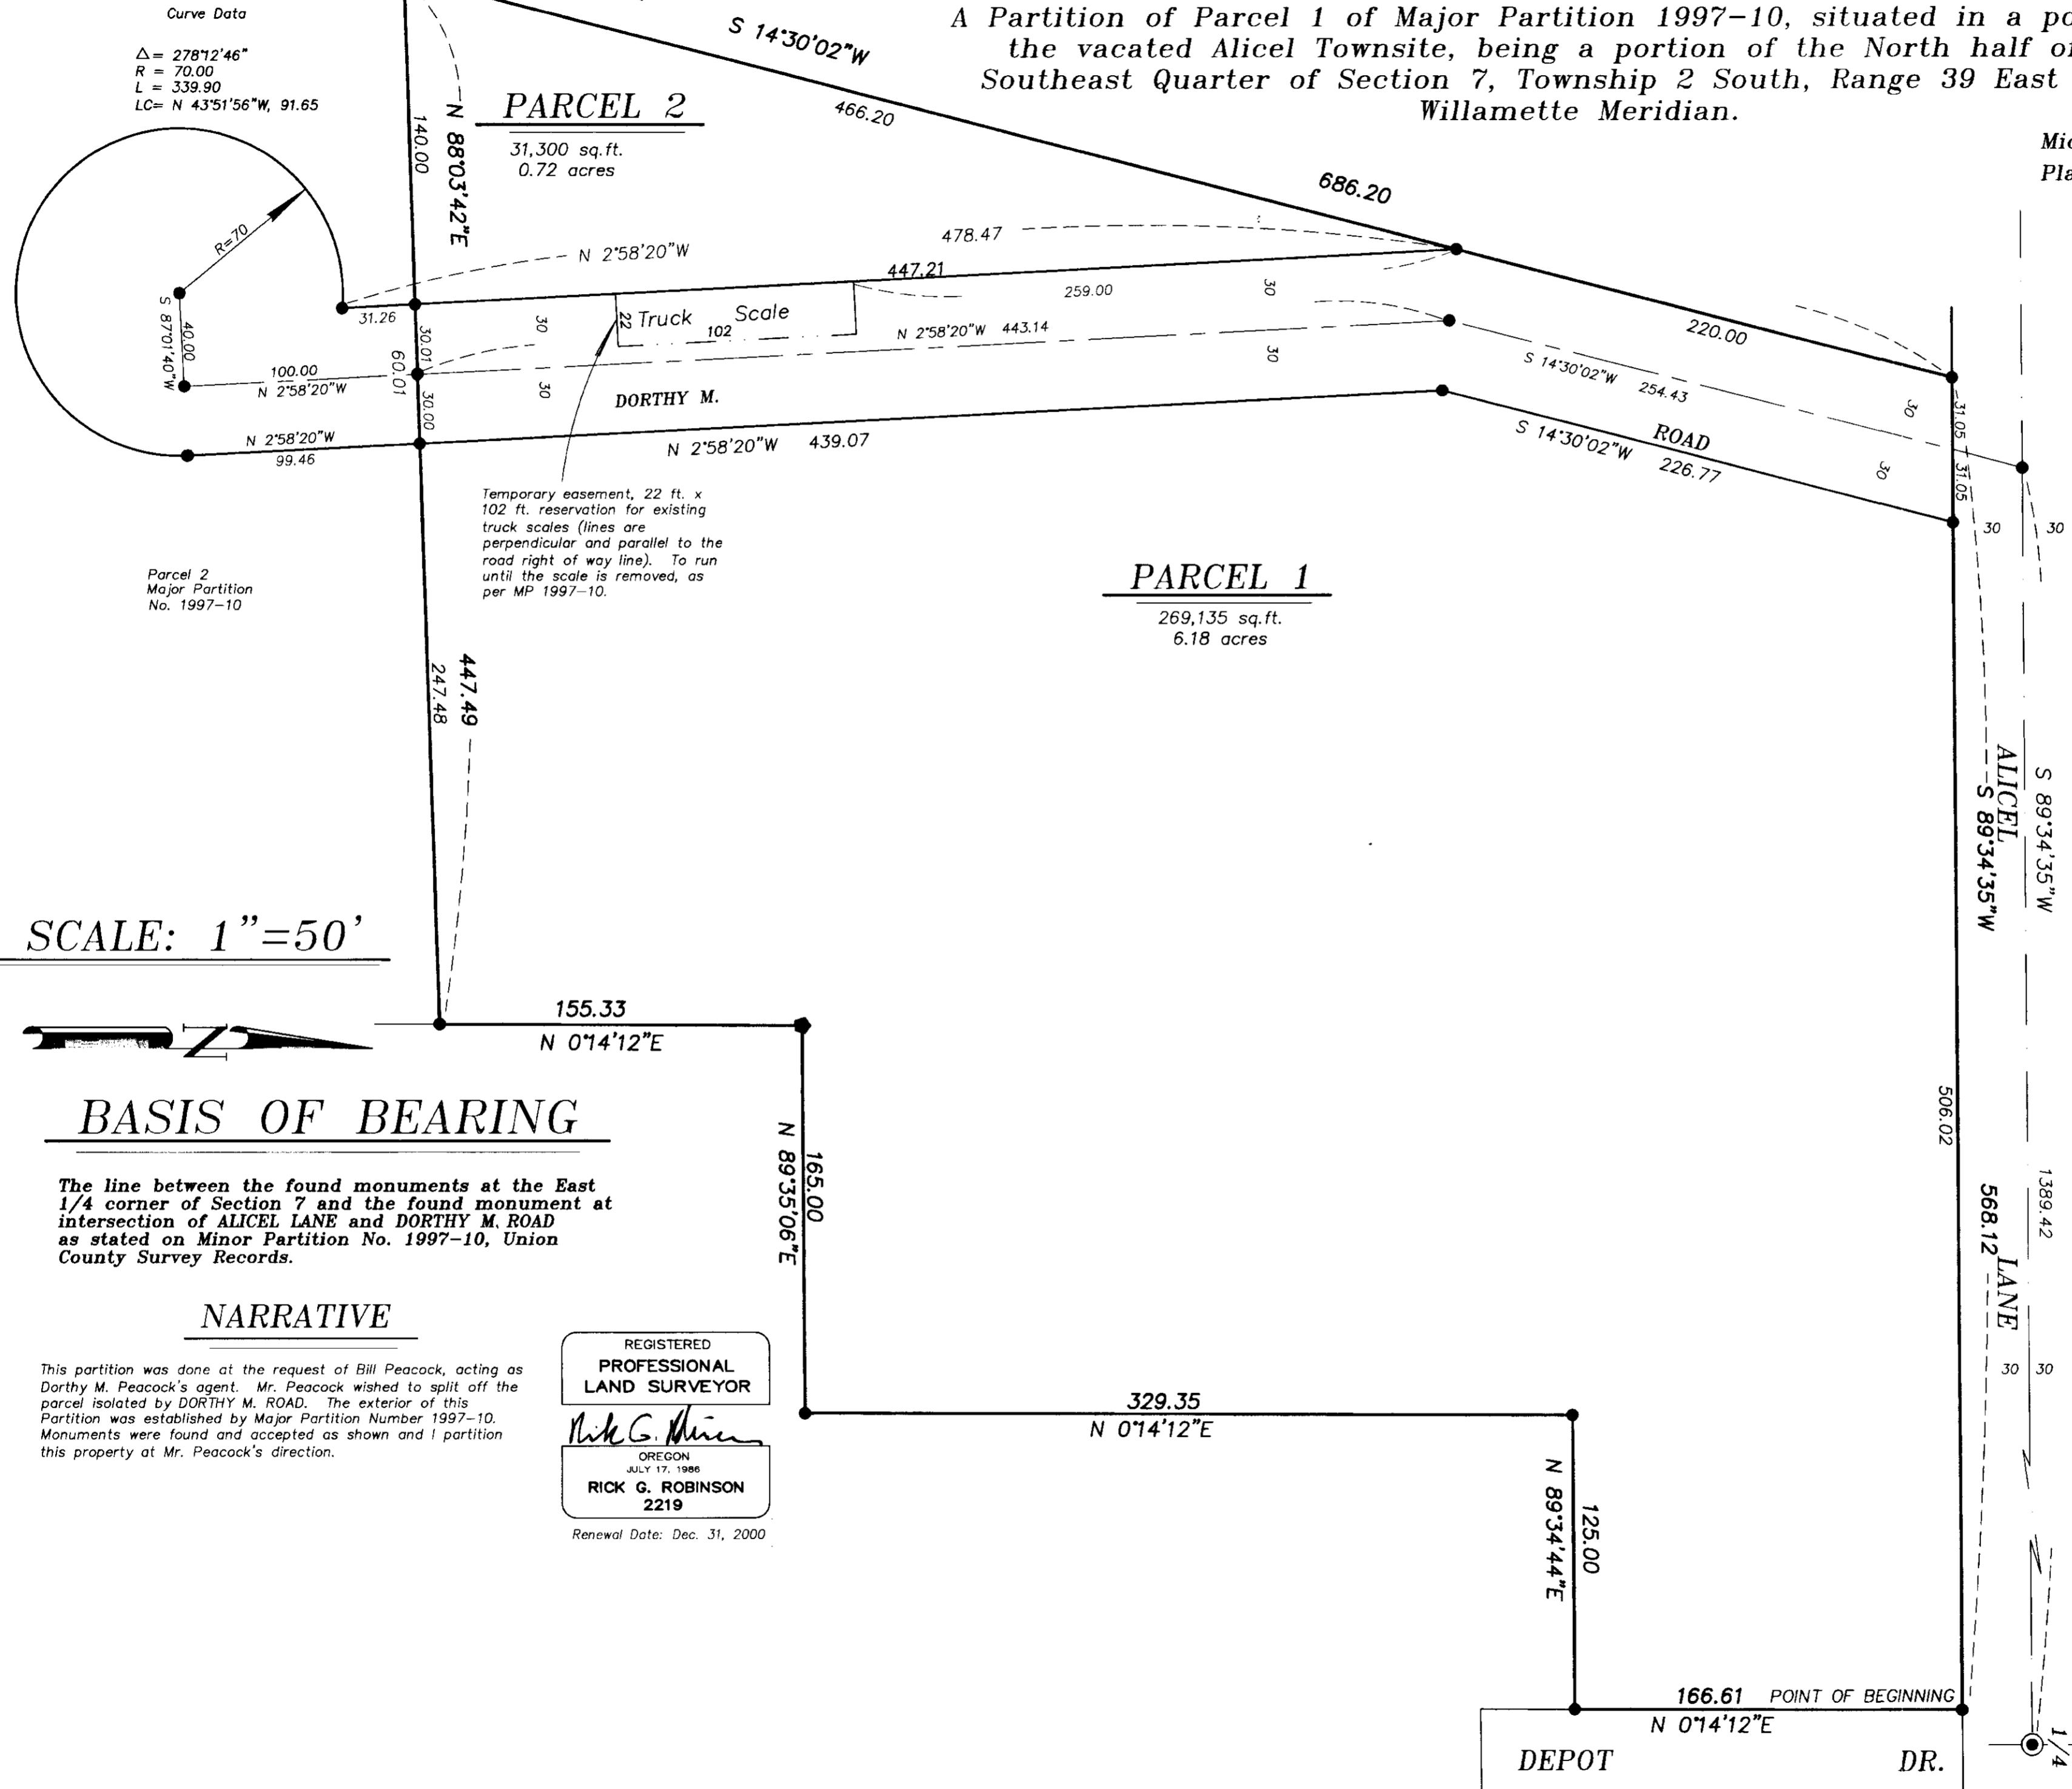 Curve Data
Δ= 278°12'46"
R = 70.00
L = 339.90
LC= N 43°51'56"W, 91.65
A Partition of Parcel 1 of Major Partition 1997-10, situated in a
the vacated Alicel Townsite, being a portion of the North half
Southeast Quarter of Section 7, Township 2 South, Range 39 East
Willamette Meridian.
S 14°30'02"W
466.20
686.20
PARCEL 2
31,300 sq.ft.
0.72 acres
140.00
N 88°03'42"E
R=70
S 87°01'40"W
40.00
N 2°58'20"W
478.47
447.21
259.00
30
31.26
30.01
60.01
30.00
30
30
22
Truck Scale
102
N 2°58'20"W 443.14
30
220.00
S 14°30'02"W 254.43
30
100.00
N 2°58'20"W
DORTHY M.
N 2°58'20"W
99.46
N 2°58'20"W 439.07
S 14°30'02"W 226.77
ROAD
30
31.05
31.05
30
30
Temporary easement, 22 ft. x
102 ft. reservation for existing
truck scales (lines are
perpendicular and parallel to the
road right of way line). To run
until the scale is removed, as
per MP 1997-10.
Parcel 2
Major Partition
No. 1997-10
PARCEL 1
269,135 sq.ft.
6.18 acres
247.48
447.49
ALICEL
S 89°34'35"W
S 89°34'35"W
SCALE: 1"=50'
155.33
N 0°14'12"E
506.02
1389.42
568.12
LANE
30
30
BASIS OF BEARING
The line between the found monuments at the East
1/4 corner of Section 7 and the found monument at
intersection of ALICEL LANE and DORTHY M. ROAD
as stated on Minor Partition No. 1997-10, Union
County Survey Records.
165.00
N 89°35'06"E
NARRATIVE
This partition was done at the request of Bill Peacock, acting as
Dorthy M. Peacock's agent. Mr. Peacock wished to split off the
parcel isolated by DORTHY M. ROAD. The exterior of this
Partition was established by Major Partition Number 1997-10.
Monuments were found and accepted as shown and I partition
this property at Mr. Peacock's direction.
REGISTERED
PROFESSIONAL
LAND SURVEYOR
OREGON
JULY 17, 1986
RICK G. ROBINSON
2219
Renewal Date: Dec. 31, 2000
329.35
N 0°14'12"E
125.00
N 89°34'44"E
166.61 POINT OF BEGINNING
N 0°14'12"E
DEPOT DR.
1/4